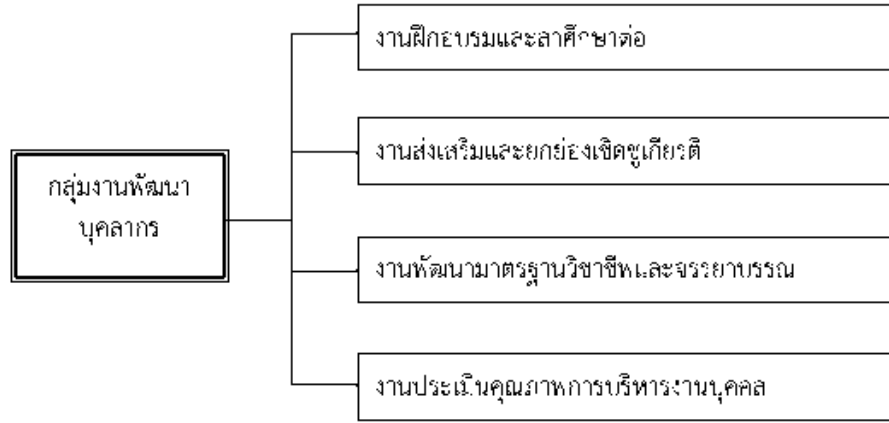 งานฝึกอบรมและลาศึกษาต่อ
งานส่งเสริมและยกย่องเชิดชูเกียรติ
กลุ่มงานพัฒนา
บุคลากร
งานพัฒนามาตรฐานวิชาชีพและจรรยาบรรณ
งานประเมินคุณภาพการบริหารงานบุคคล